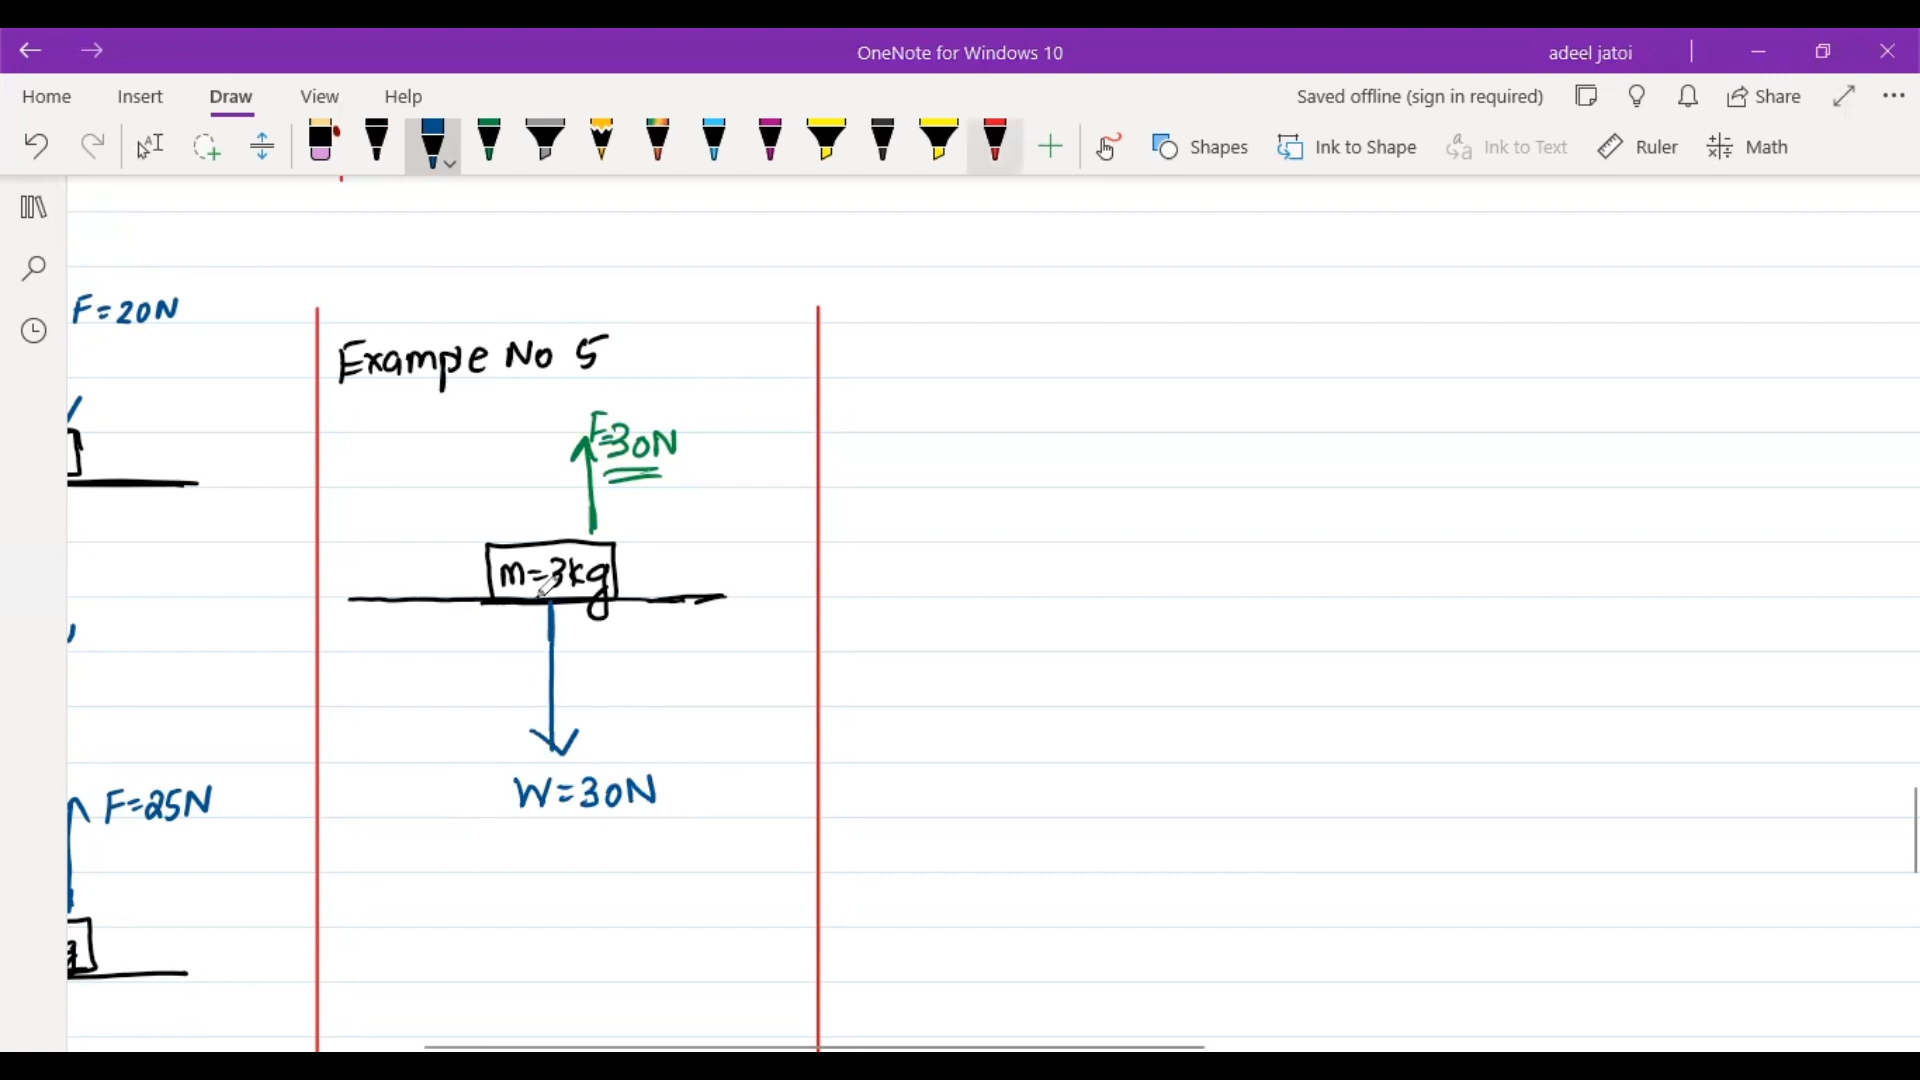 OneNote for Windows 10
adeel jatoi
Home Insert Draw View Help
Saved offline (sign in required)
Share
Shapes
Ink to Shape
Ink to Text
Ruler
Math
F=20N
Example No 5
F=30N
m=3kg
W=30N
F=25N